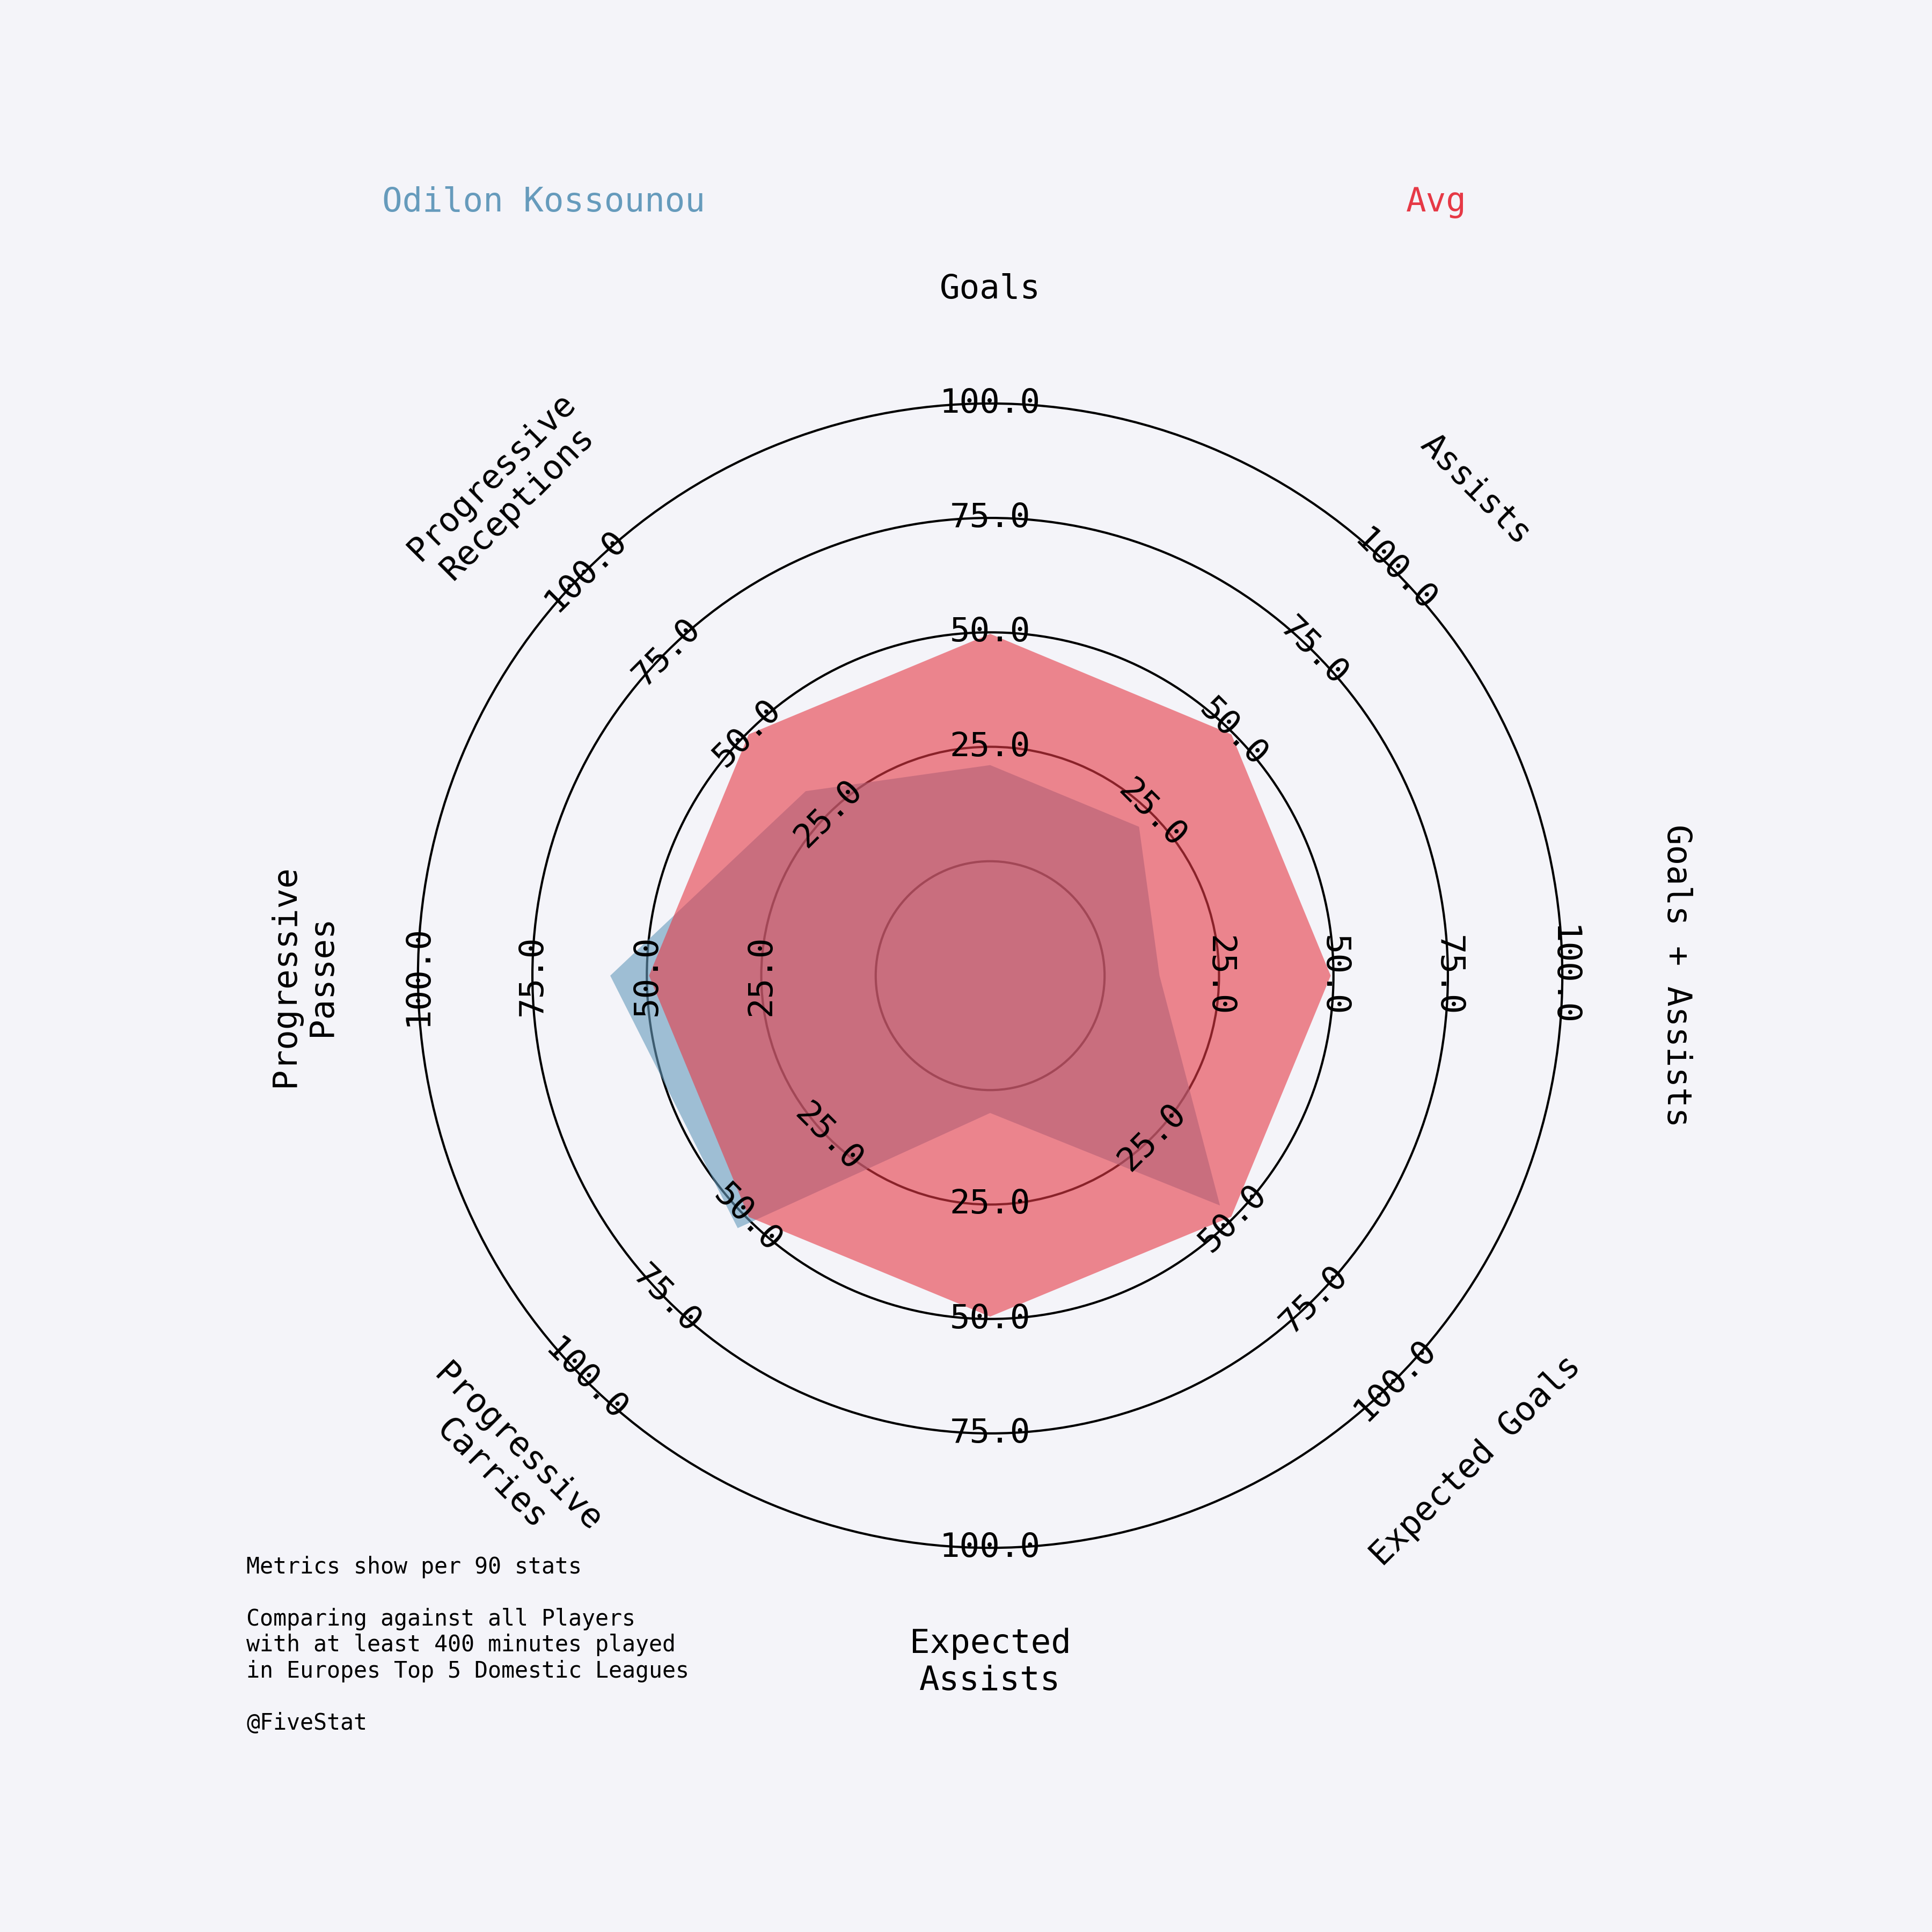 Odilon Kossounou
Avg
Goals
Assists
Goals + Assists
Expected Goals
Expected
Assists
Progressive
Carries
Progressive
Passes
Progressive
Receptions
25.0
50.0
75.0
100.0
25.0
50.0
75.0
100.0
25.0
50.0
75.0
100.0
25.0
50.0
75.0
100.0
25.0
50.0
75.0
100.0
25.0
50.0
75.0
100.0
25.0
50.0
75.0
100.0
25.0
50.0
75.0
100.0
Metrics show per 90 stats
Comparing against all Players
with at least 400 minutes played
in Europes Top 5 Domestic Leagues
@FiveStat